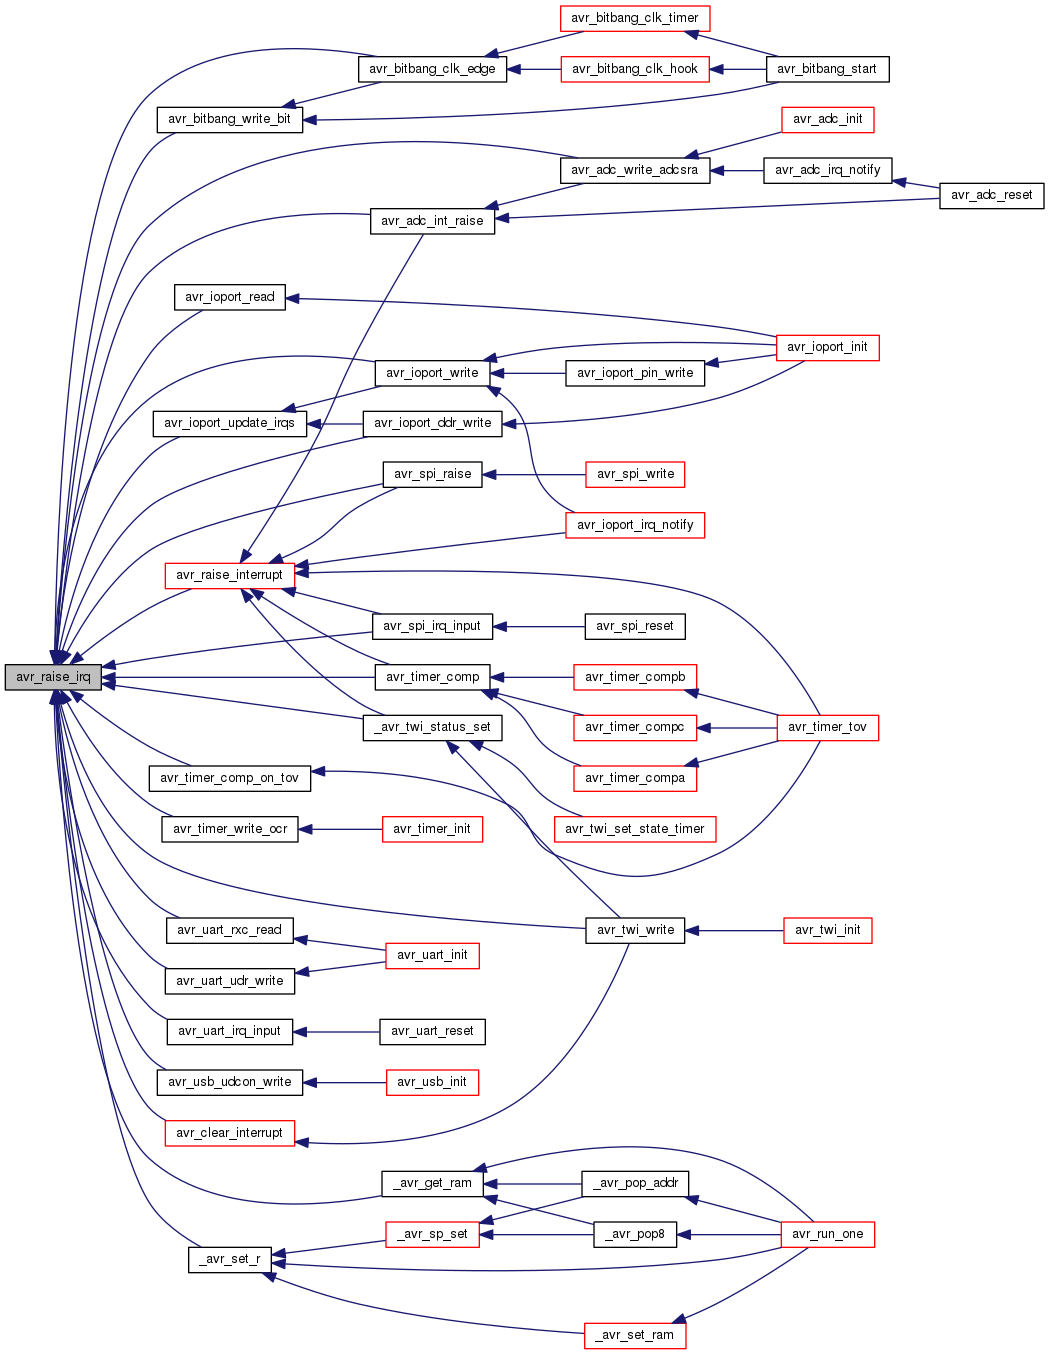 avr_bitbang_clk_timer
avr_bitbang_clk_edge
avr_bitbang_clk_hook
avr_bitbang_start
avr_bitbang_write_bit
avr_adc_init
avr_adc_write_adcsra
avr_adc_irq_notify
avr_adc_reset
avr_adc_int_raise
avr_ioport_read
avr_ioport_init
avr_ioport_write
avr_ioport_pin_write
avr_ioport_update_irqs
avr_ioport_ddr_write
avr_spi_raise
avr_spi_write
avr_ioport_irq_notify
avr_raise_interrupt
avr_spi_irq_input
avr_spi_reset
avr_raise_irq
avr_timer_comp
avr_timer_compb
_avr_twi_status_set
avr_timer_compc
avr_timer_tov
avr_timer_comp_on_tov
avr_timer_compa
avr_timer_write_ocr
avr_timer_init
avr_twi_set_state_timer
avr_uart_rxc_read
avr_twi_write
avr_twi_init
avr_uart_init
avr_uart_udr_write
avr_uart_irq_input
avr_uart_reset
avr_usb_udcon_write
avr_usb_init
avr_clear_interrupt
_avr_get_ram
_avr_pop_addr
_avr_sp_set
_avr_pop8
avr_run_one
_avr_set_r
_avr_set_ram